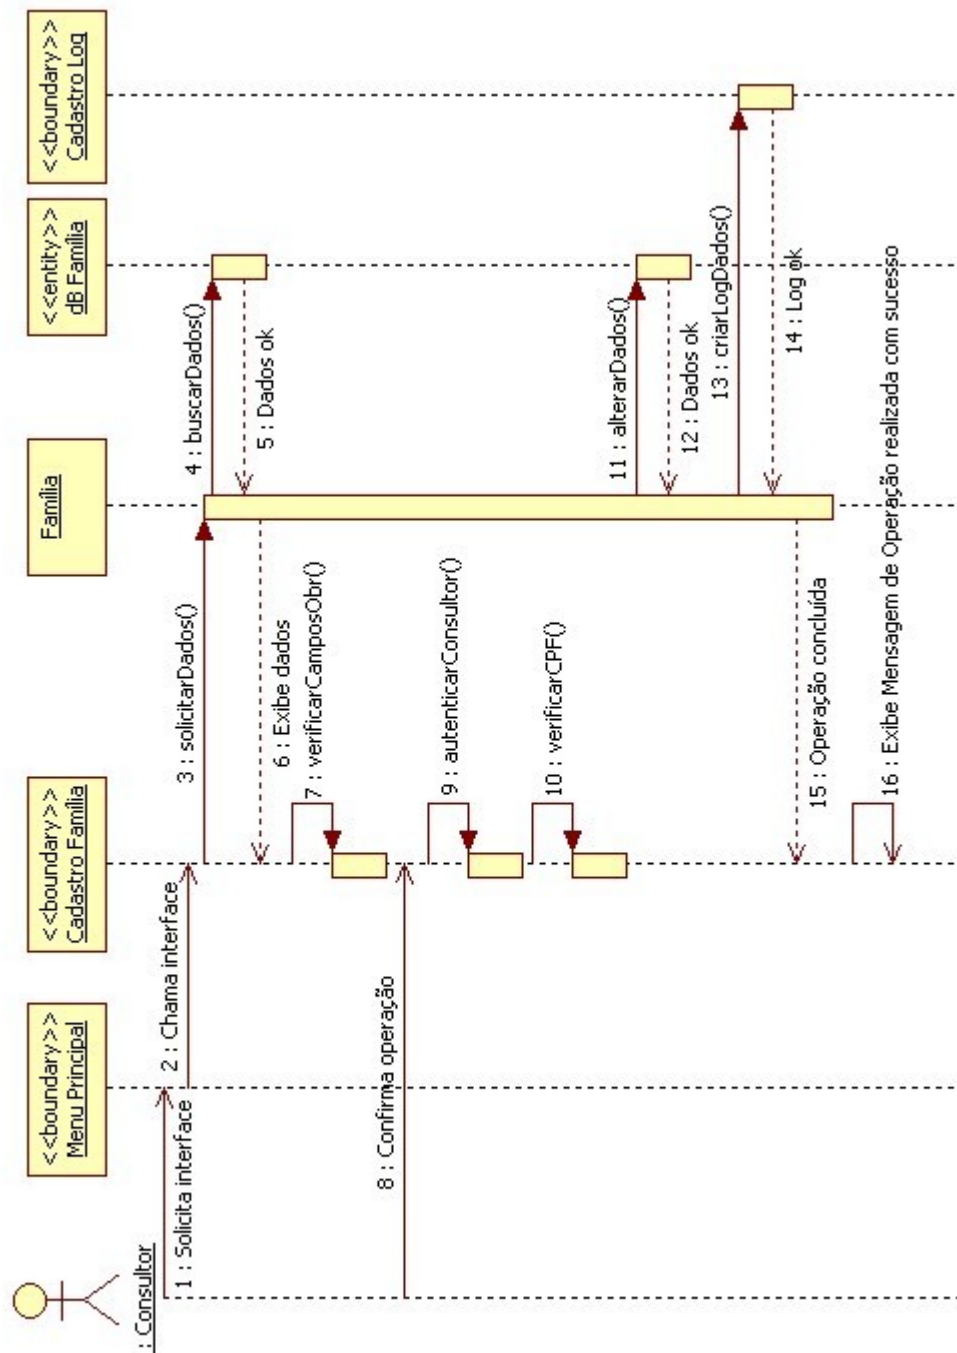 : Consultor
<<boundary>>
Menu Principal
<<boundary>>
Cadastro Família
Família
<<entity>>
dB Família
<<boundary>>
Cadastro Log
1 : Solicita interface
2 : Chama interface
3 : solicitarDados()
4 : buscarDados()
5 : Dados ok
6 : Exibe dados
7 : verificarCamposObr()
8 : Confirma operação
9 : autenticarConsultor()
10 : verificarCPF()
11 : alterarDados()
12 : Dados ok
13 : criarLogDados()
14 : Log ok
15 : Operação concluída
16 : Exibe Mensagem de Operação realizada com sucesso